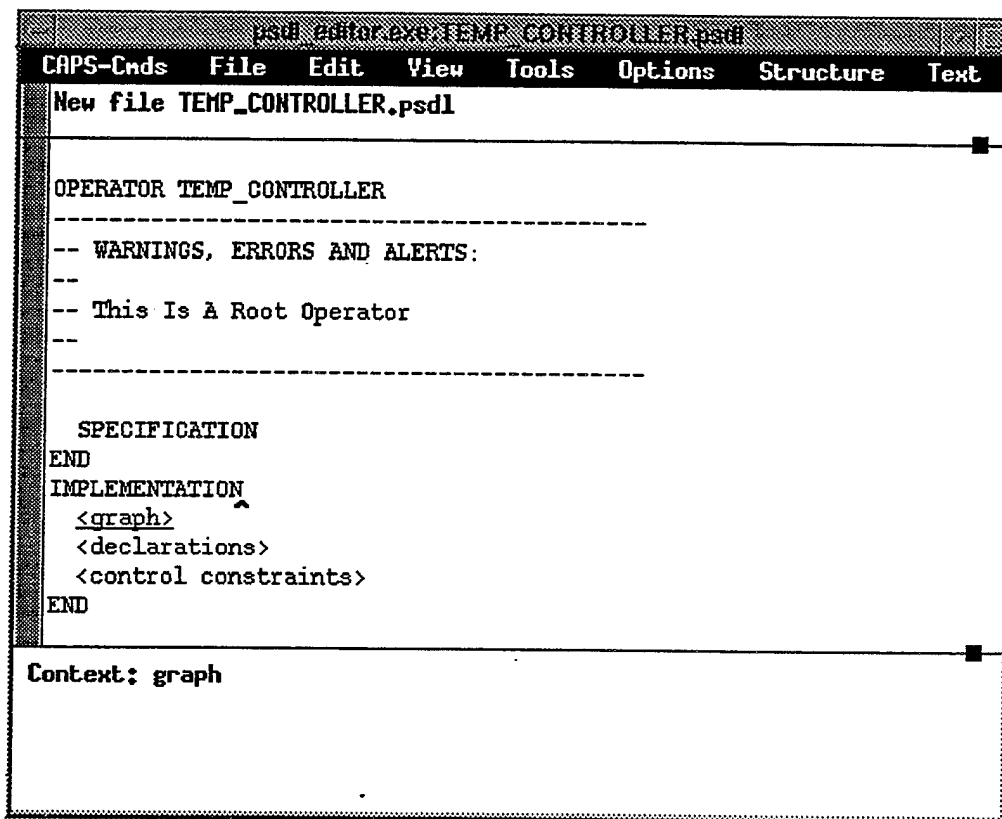 psdl_editor.exe:TEMP_CONTROLLER.psdl
CAPS-Cmds File Edit View Tools Options Structure Text
New file TEMP_CONTROLLER.psdl
OPERATOR TEMP_CONTROLLER
----------------------------------------------
-- WARNINGS, ERRORS AND ALERTS:
--
-- This Is A Root Operator
--
----------------------------------------------
SPECIFICATION
END
IMPLEMENTATION
<graph>
<declarations>
<control constraints>
END
Context: graph